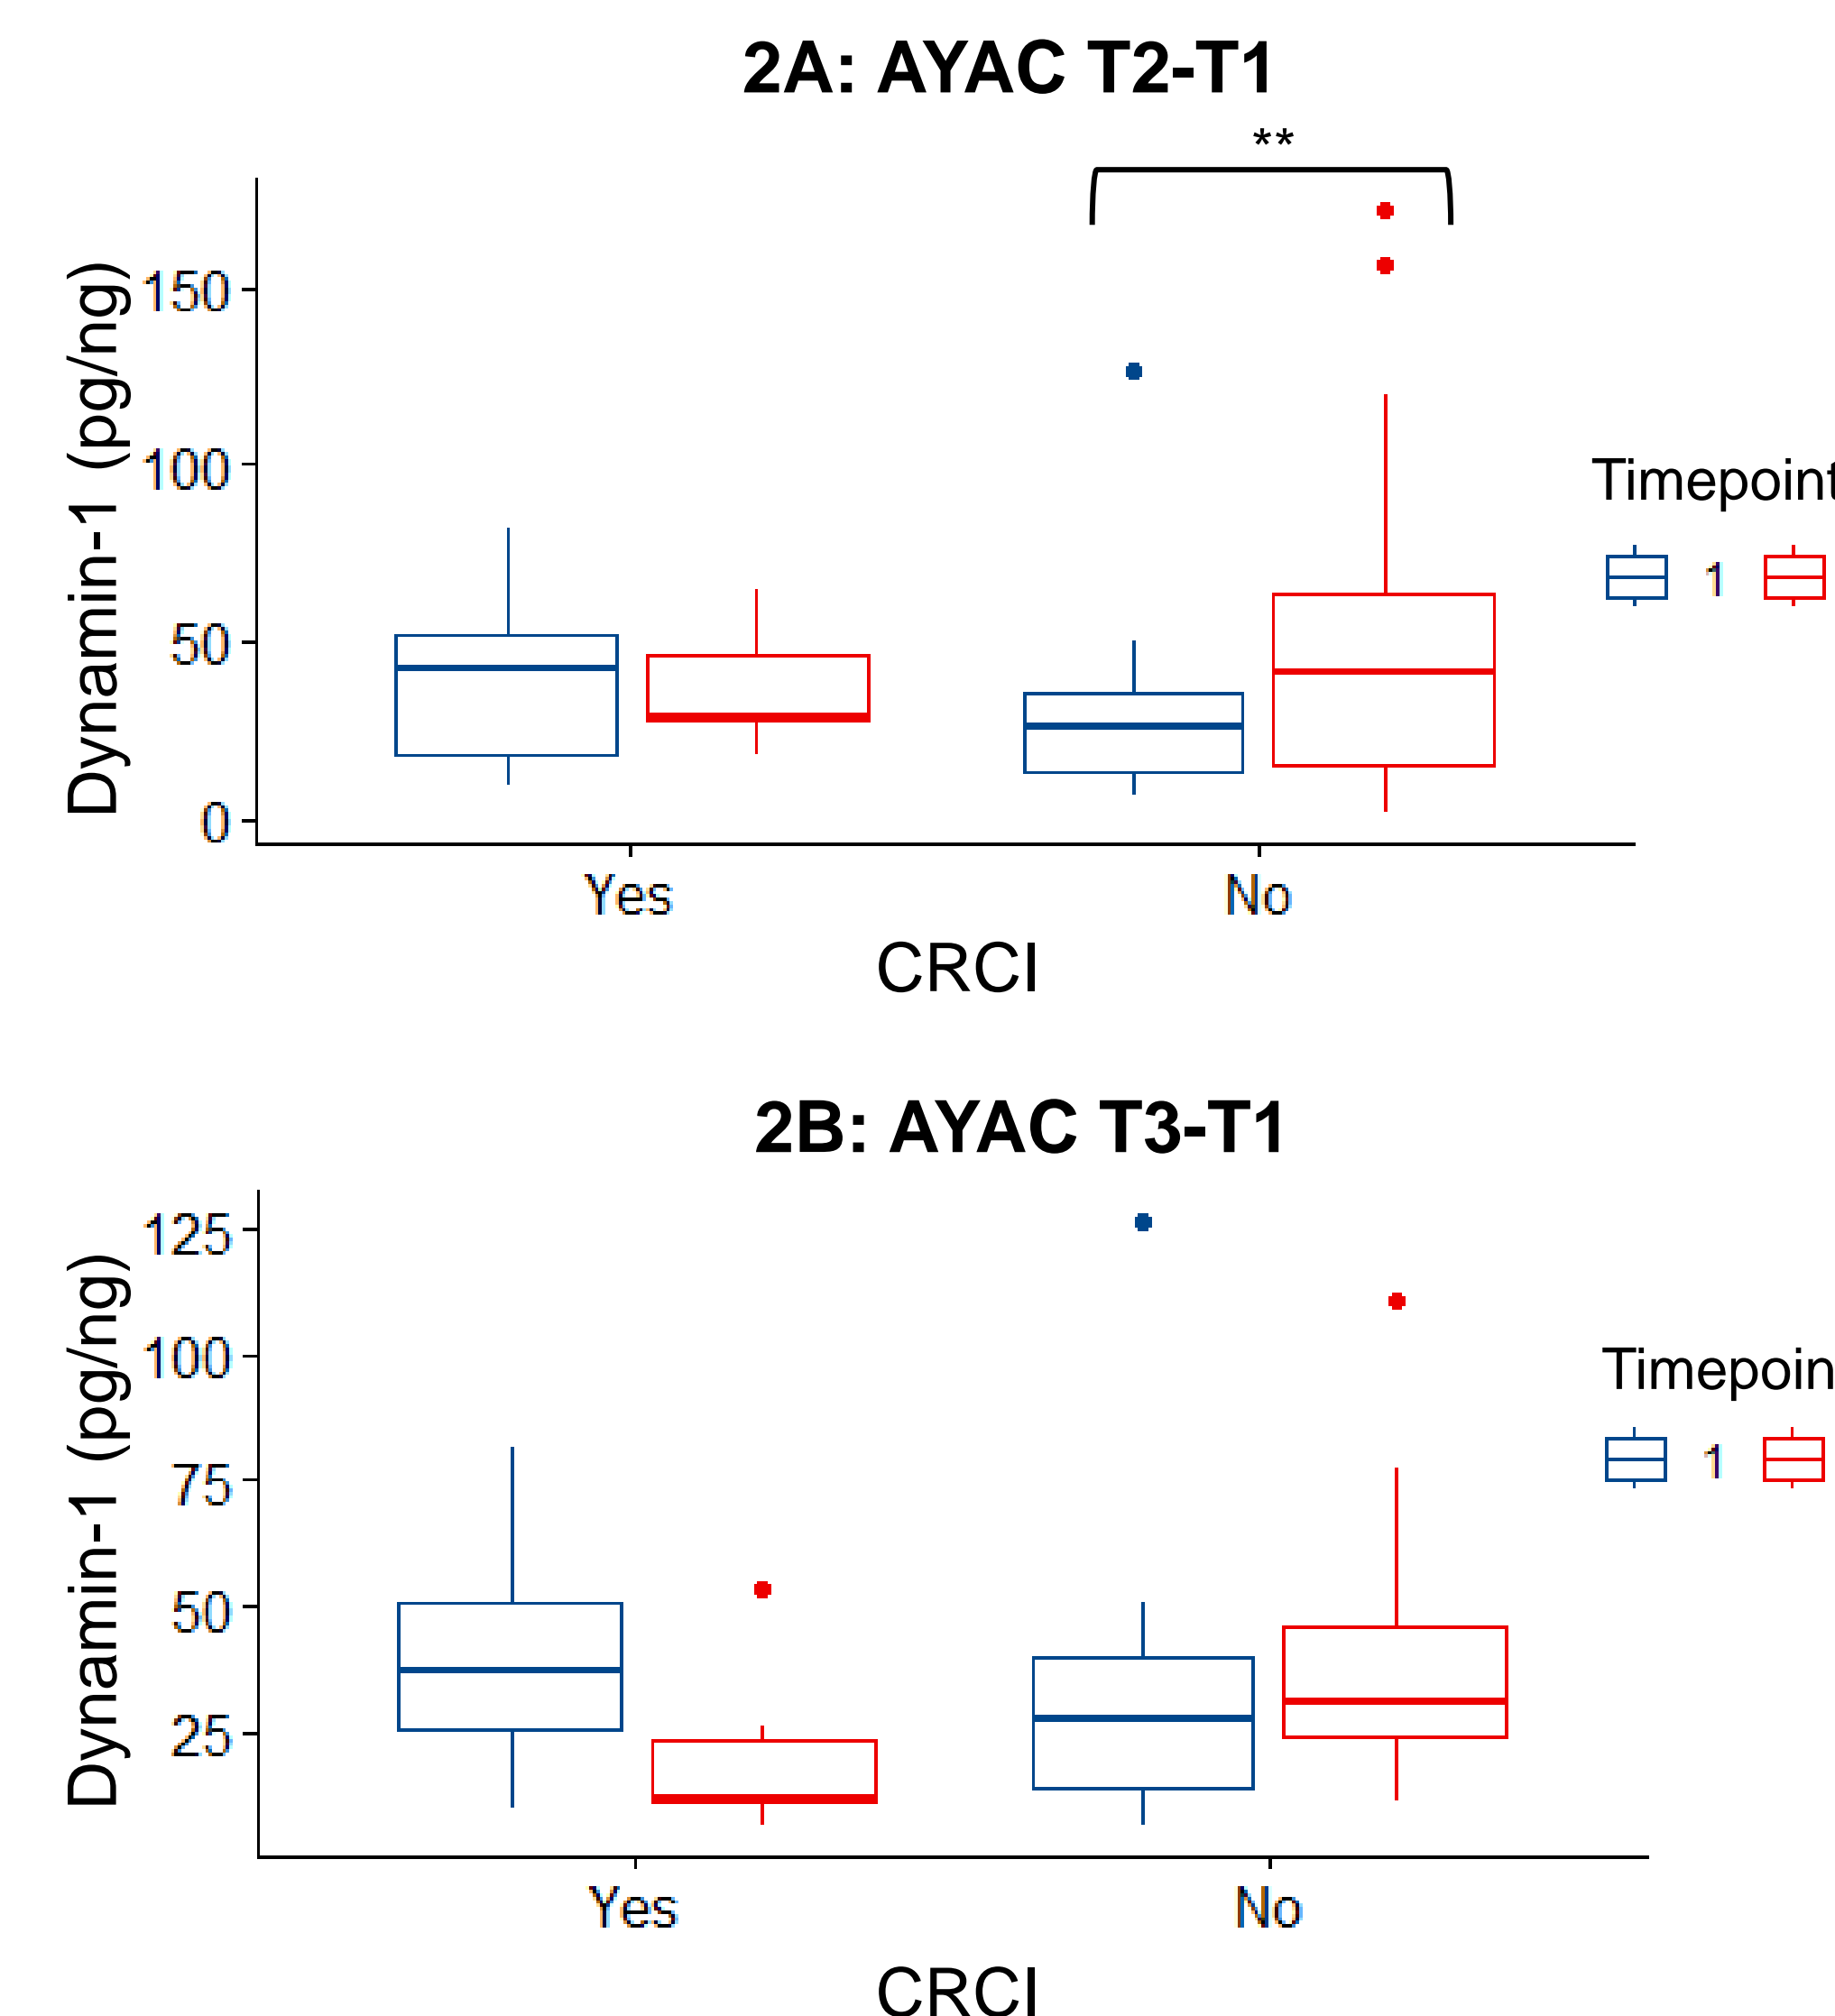 2A: AYAC T2-T1
**
Dynamin-1 (pg/ng)
150
100
50
0
Yes No
CRCI
Timepoint
1
2B: AYAC T3-T1
Dynamin-1 (pg/ng)
125
100
75
50
25
Yes No
CRCI
Timepoin
1